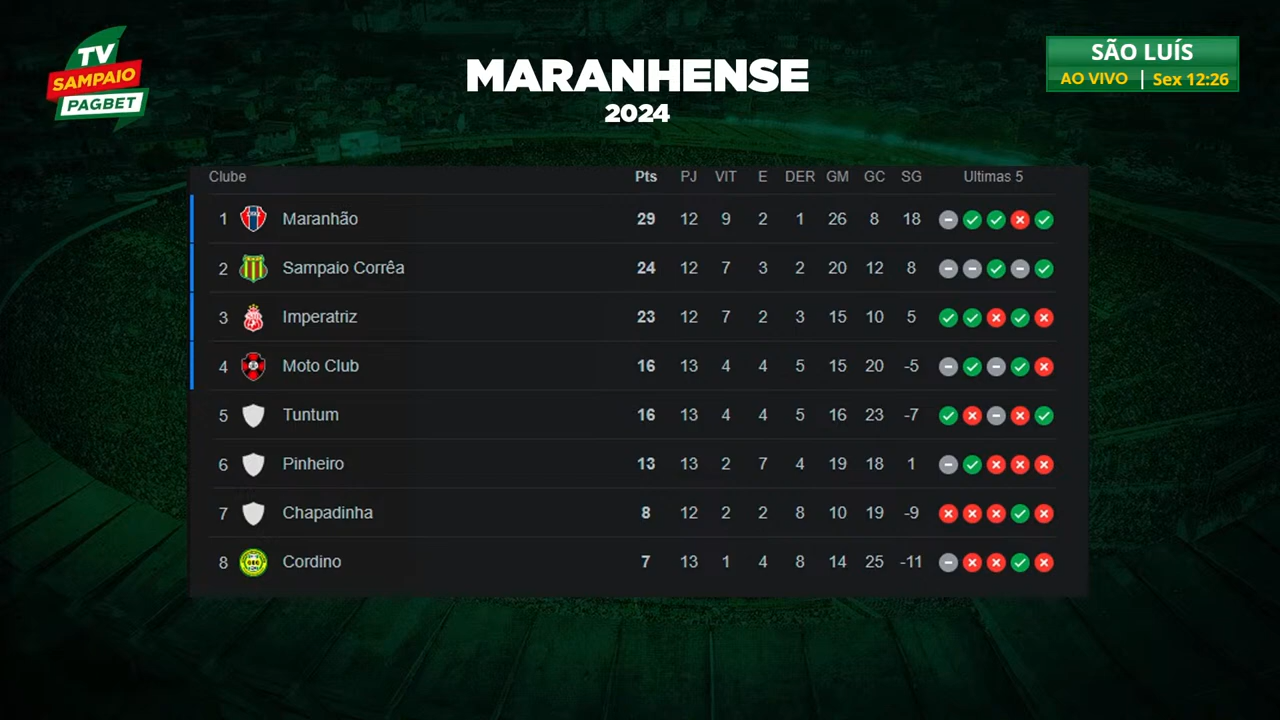 TV
SAMPAIO
PAGBET
MARANHENSE
2024
SÃO LUÍS
AO VIVO | Sex 12:26
Clube Pts PJ VIT E DER GM GC SG Ultimas 5
1 Maranhão 29 12 9 2 1 26 8 18
2 Sampaio Corrêa 24 12 7 3 2 20 12 8
3 Imperatriz 23 12 7 2 3 15 10 5
4 Moto Club 16 13 4 4 5 15 20 -5
5 Tuntum 16 13 4 4 5 16 23 -7
6 Pinheiro 13 13 2 7 4 19 18 1
7 Chapadinha 8 12 2 2 8 10 19 -9
8 Cordino 7 13 1 4 8 14 25 -11